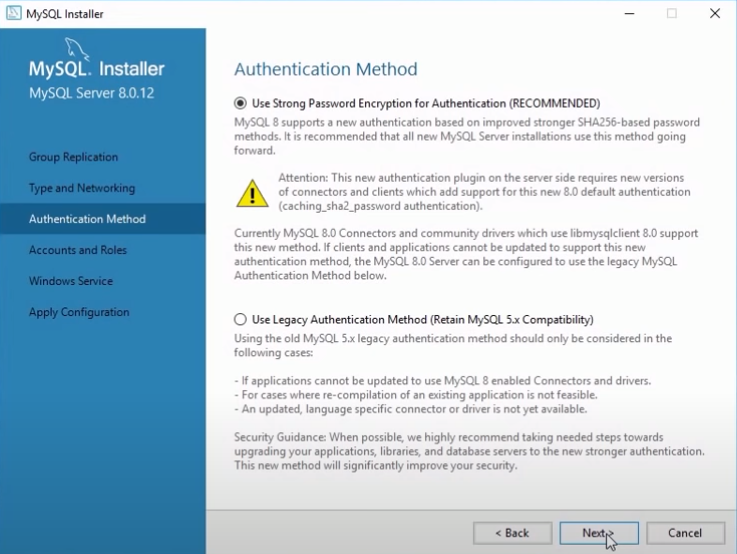 MySQL Installer
MySQL. Installer
MySQL Server 8.0.12
Group Replication
Type and Networking
Authentication Method
Accounts and Roles
Windows Service
Apply Configuration
Authentication Method
Use Strong Password Encryption for Authentication (RECOMMENDED)
MySQL 8 supports a new authentication based on improved stronger SHA256-based password
methods. It is recommended that all new MySQL Server installations use this method going
forward.
Attention: This new authentication plugin on the server side requires new versions
of connectors and clients which add support for this new 8.0 default authentication
(caching_sha2_password authentication).
Currently MySQL 8.0 Connectors and community drivers which use libmysqlclient 8.0 support
this new method. If clients and applications cannot be updated to support this new
authentication method, the MySQL 8.0 Server can be configured to use the legacy MySQL
Authentication Method below.
Use Legacy Authentication Method (Retain MySQL 5.x Compatibility)
Using the old MySQL 5.x legacy authentication method should only be considered in the
following cases:
- If applications cannot be updated to use MySQL 8 enabled Connectors and drivers.
- For cases where re-compilation of an existing application is not feasible.
- An updated, language specific connector or driver is not yet available.
Security Guidance: When possible, we highly recommend taking needed steps towards
upgrading your applications, libraries, and database servers to the new stronger authentication.
This new method will significantly improve your security.
< Back
Next >
Cancel